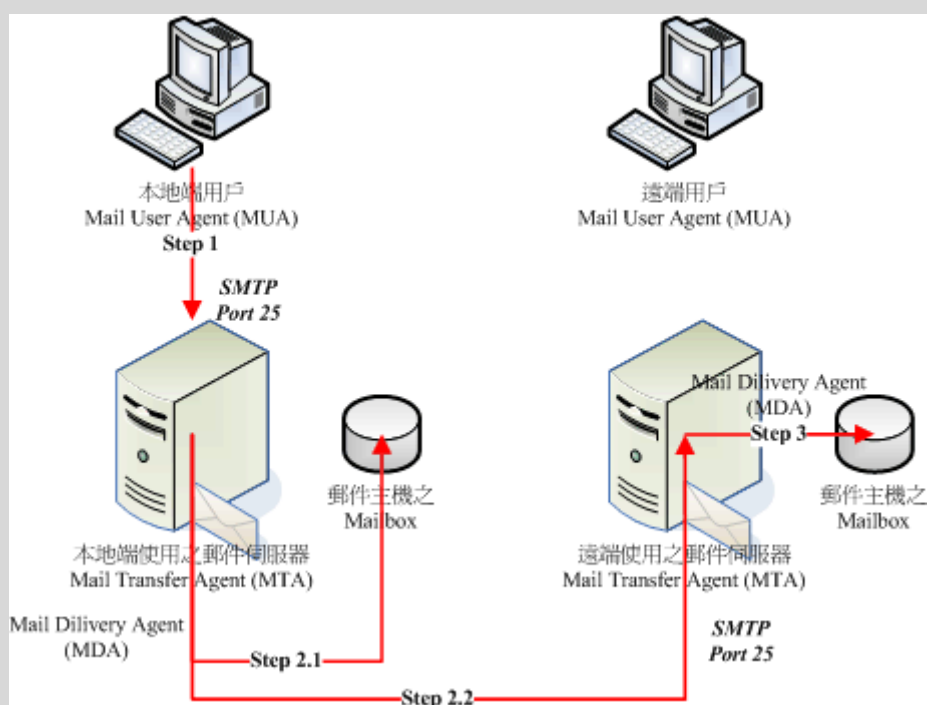 本地端用戶
Mail User Agent (MUA)
Step 1
SMTP
Port 25
遠端用戶
Mail User Agent (MUA)
本地端使用之郵件伺服器
Mail Transfer Agent (MTA)
郵件主機之
Mailbox
Mail Dilivery Agent
(MDA)
Step 2.1
Step 2.2
遠端使用之郵件伺服器
Mail Transfer Agent (MTA)
SMTP
Port 25
Mail Dilivery Agent
(MDA)
Step 3
郵件主機之
Mailbox